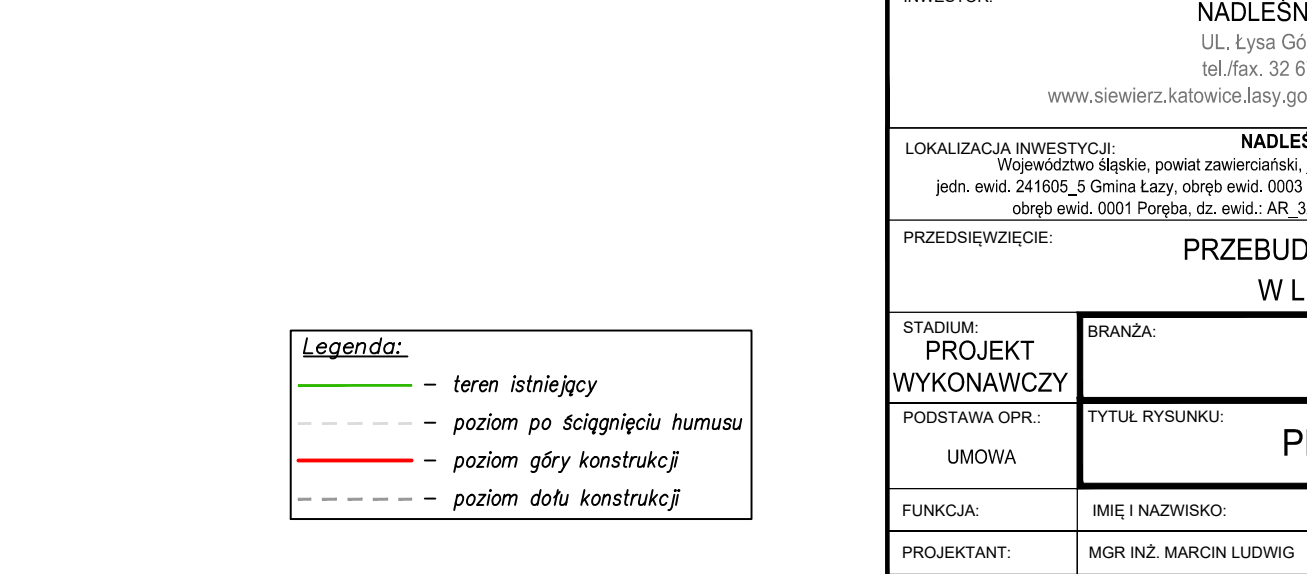 NADLEŚN
UL. Łysa Gó
tel./fax. 32 6
www.siewierz.katowice.lasy.go
LOKALIZACJA INWESTYCJI:
NADLEŚ
Województwo śląskie, powiat zawierciański,
jedn. ewid. 241605_5 Gmina Łazy, obręb ewid. 0003
obręb ewid. 0001 Poręba, dz. ewid.: AR_3
PRZEDSIĘWZIĘCIE:
PRZEBUD
W L
STADIUM:
PROJEKT
WYKONAWCZY
BRANŻA:
PODSTAWA OPR.:
UMOWA
TYTUŁ RYSUNKU:
FUNKCJA:
IMIĘ I NAZWISKO:
PROJEKTANT:
MGR INŻ. MARCIN LUDWIG
Legenda:
– teren istniejący
– poziom po ściągnięciu humusu
– poziom góry konstrukcji
– poziom dołu konstrukcji